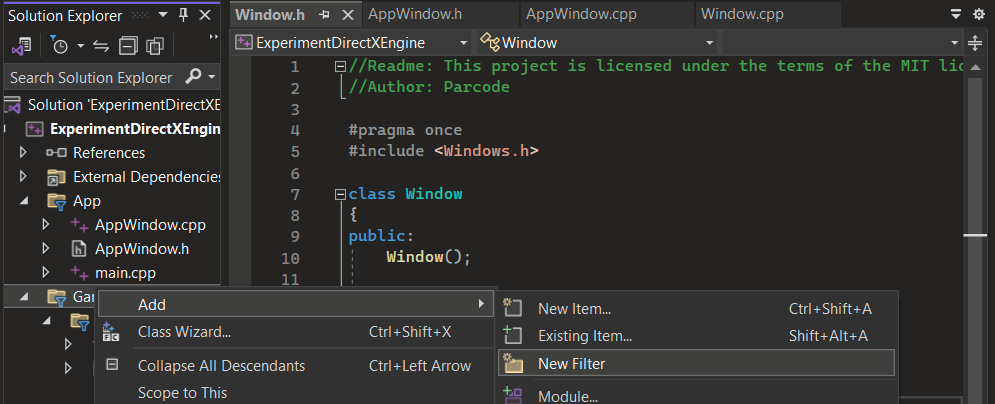 Solution Explorer
Window.h
AppWindow.h
AppWindow.cpp
Window.cpp
ExperimentDirectXEngine
Window
Search Solution Explorer
Solution 'ExperimentDirectXE
ExperimentDirectXEngin
References
External Dependencies
App
AppWindow.cpp
AppWindow.h
main.cpp
Gar
1 //Readme: This project is licensed under the terms of the MIT lic
2 //Author: Parcode
3
4 #pragma once
5 #include <Windows.h>
6
7 class Window
8 {
9 public:
10 Window();
11
Add
Class Wizard... Ctrl+Shift+X
Collapse All Descendants Ctrl+Left Arrow
Scope to This
New Item... Ctrl+Shift+A
Existing Item... Shift+Alt+A
New Filter
Module...